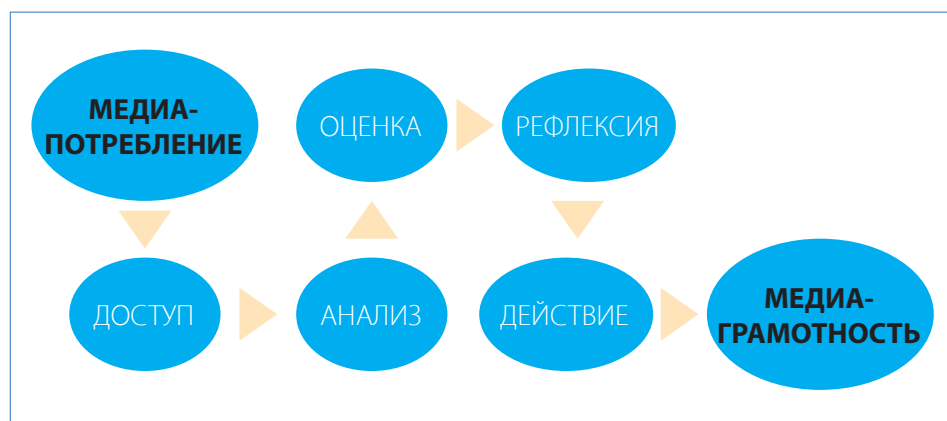 МЕДИА-
ПОТРЕБЛЕНИЕ
ДОСТУП
АНАЛИЗ
ОЦЕНКА
РЕФЛЕКСИЯ
ДЕЙСТВИЕ
МЕДИА-
ГРАМОТНОСТЬ